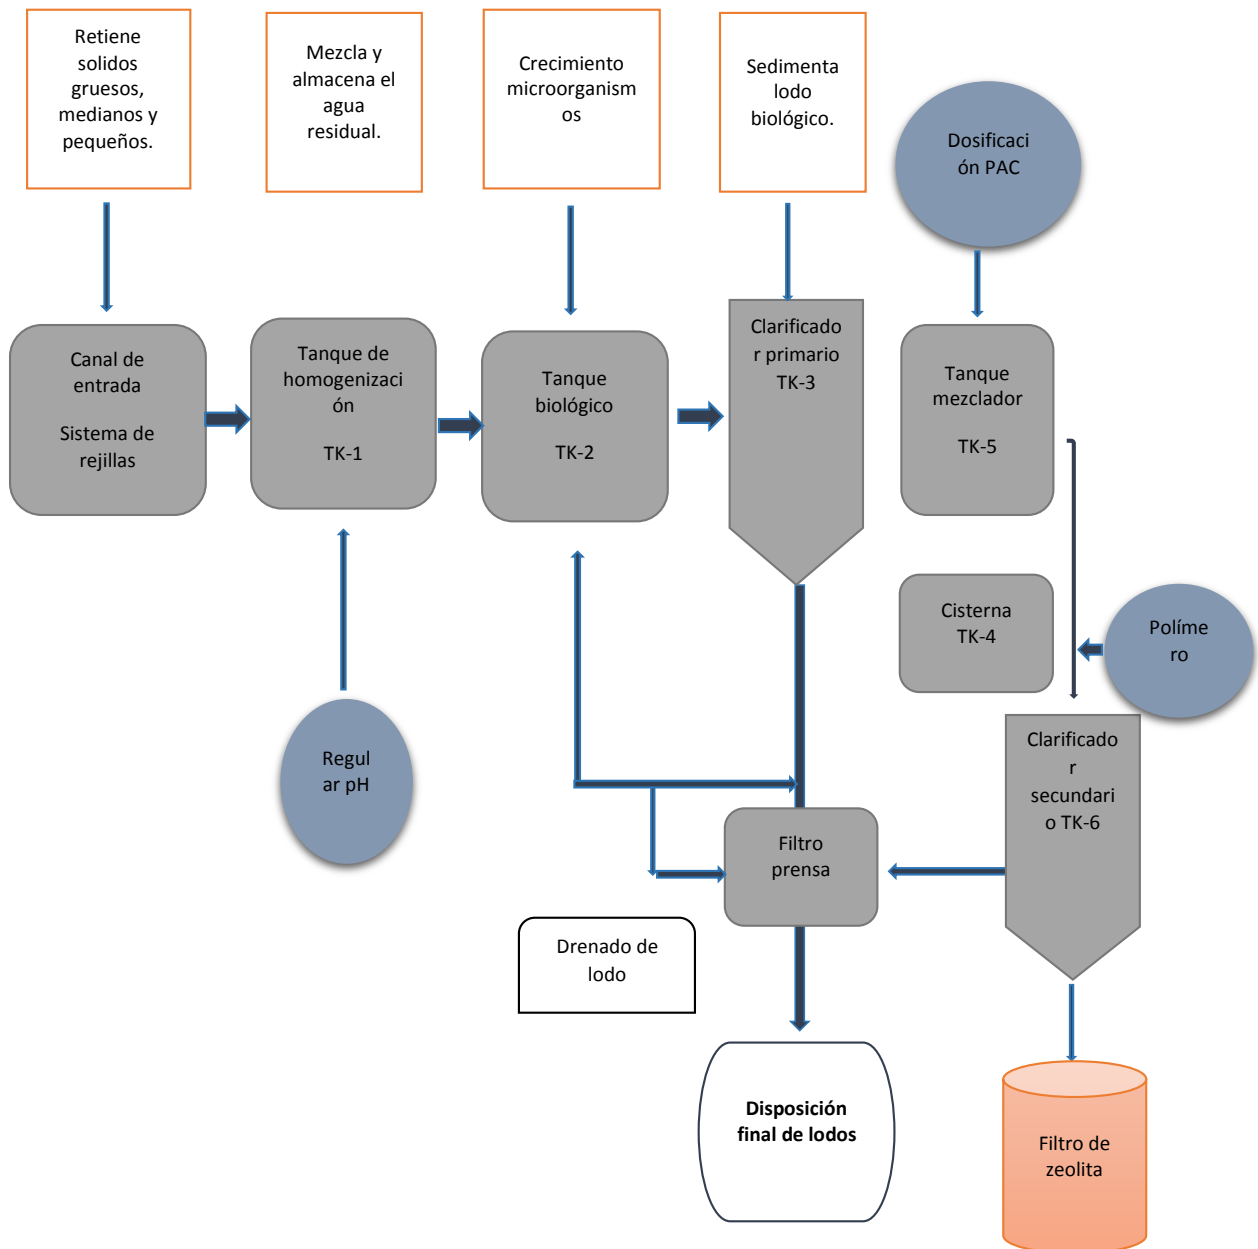 Retiene
solidos
gruesos,
medianos y
pequeños.
Mezcla y
almacena el
agua
residual.
Crecimiento
microorganism
os
Sedimenta
lodo
biológico.
Dosificaci
ón PAC
Canal de
entrada
Sistema de
rejillas
Tanque de
homogenizaci
ón
TK-1
Tanque
biológico
TK-2
Clarificado
r primario
TK-3
Tanque
mezclador
TK-5
Cisterna
TK-4
Políme
ro
Regul
ar pH
Clarificado
r
secundari
o TK-6
Filtro
prensa
Drenado de
lodo
Disposición
final de lodos
Filtro de
zeolita